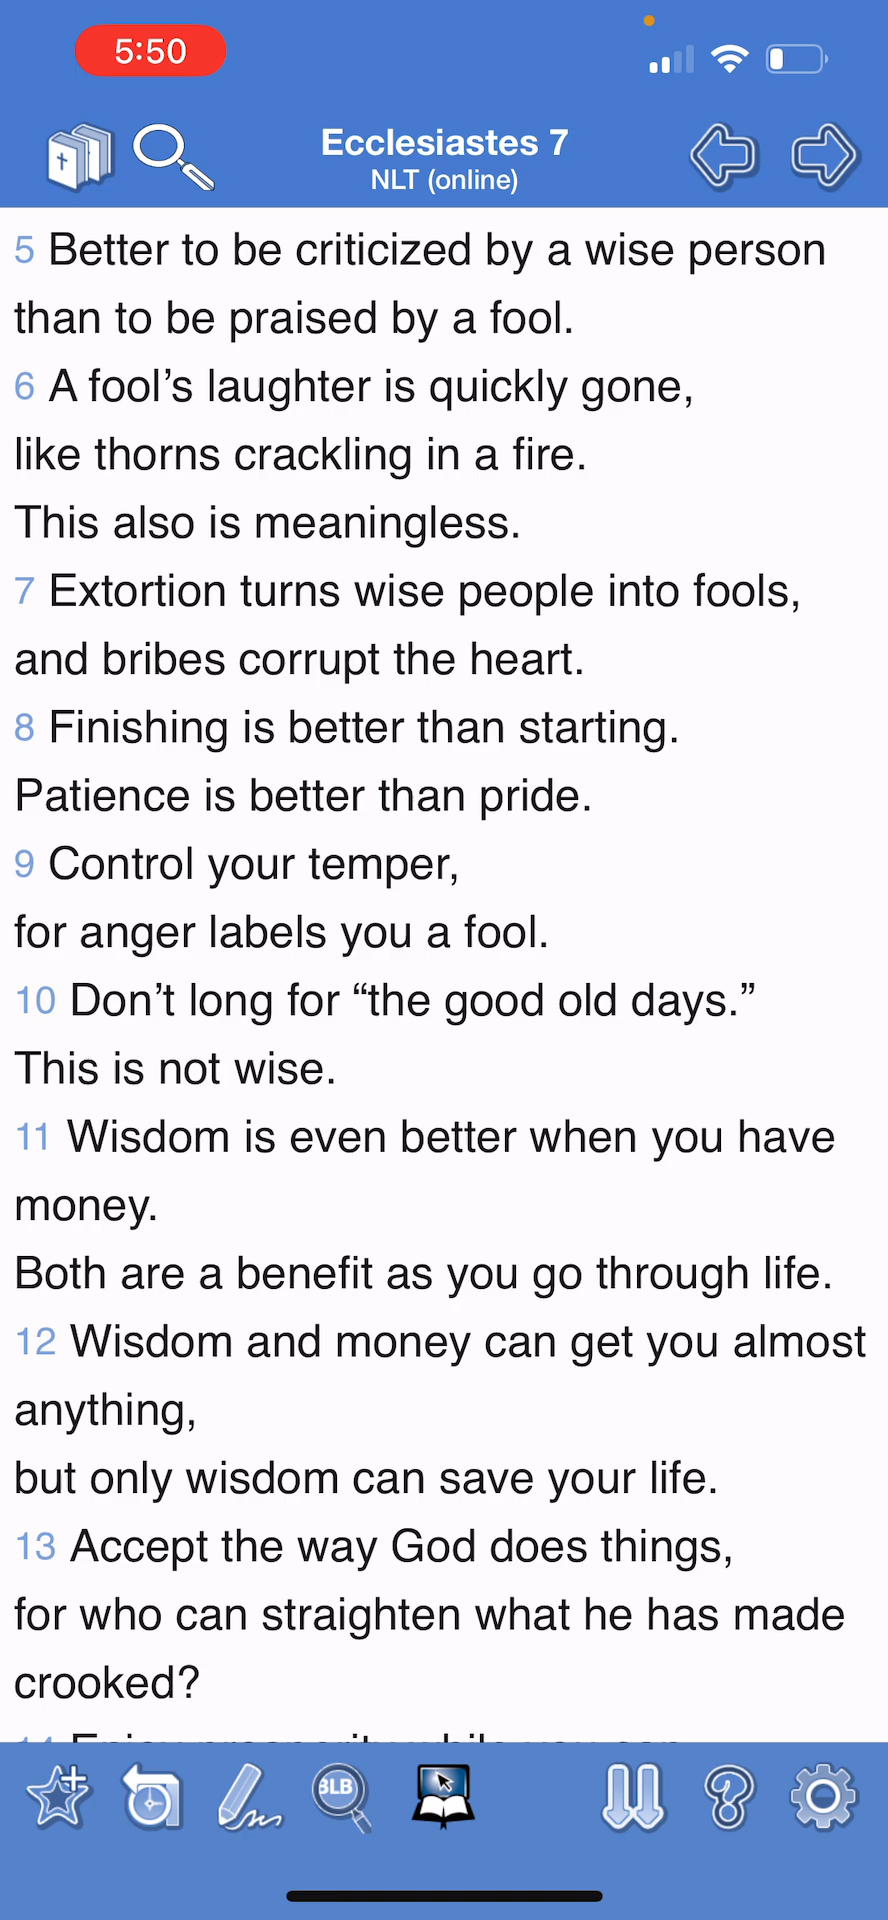 5:50
Ecclesiastes 7
NLT (online)
5 Better to be criticized by a wise person
than to be praised by a fool.
6 A fool’s laughter is quickly gone,
like thorns crackling in a fire.
This also is meaningless.
7 Extortion turns wise people into fools,
and bribes corrupt the heart.
8 Finishing is better than starting.
Patience is better than pride.
9 Control your temper,
for anger labels you a fool.
10 Don’t long for “the good old days.”
This is not wise.
11 Wisdom is even better when you have
money.
Both are a benefit as you go through life.
12 Wisdom and money can get you almost
anything,
but only wisdom can save your life.
13 Accept the way God does things,
for who can straighten what he has made
crooked?
14 Enjoy prosperity while you can
BLB